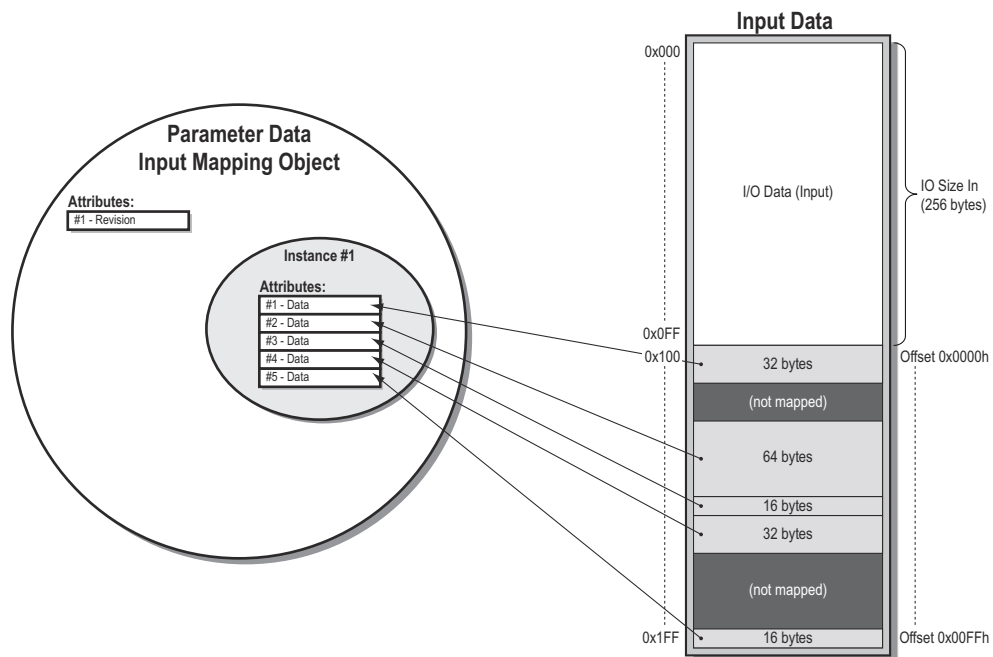 Input Data
0x000
Parameter Data
Input Mapping Object
Attributes:
#1 - Revision
Instance #1
Attributes:
#1 - Data
#2 - Data
#3 - Data
#4 - Data
#5 - Data
I/O Data (Input)
IO Size In
(256 bytes)
0x0FF
0x100
32 bytes
Offset 0x0000h
(not mapped)
64 bytes
16 bytes
32 bytes
(not mapped)
0x1FF
16 bytes
Offset 0x00FFh